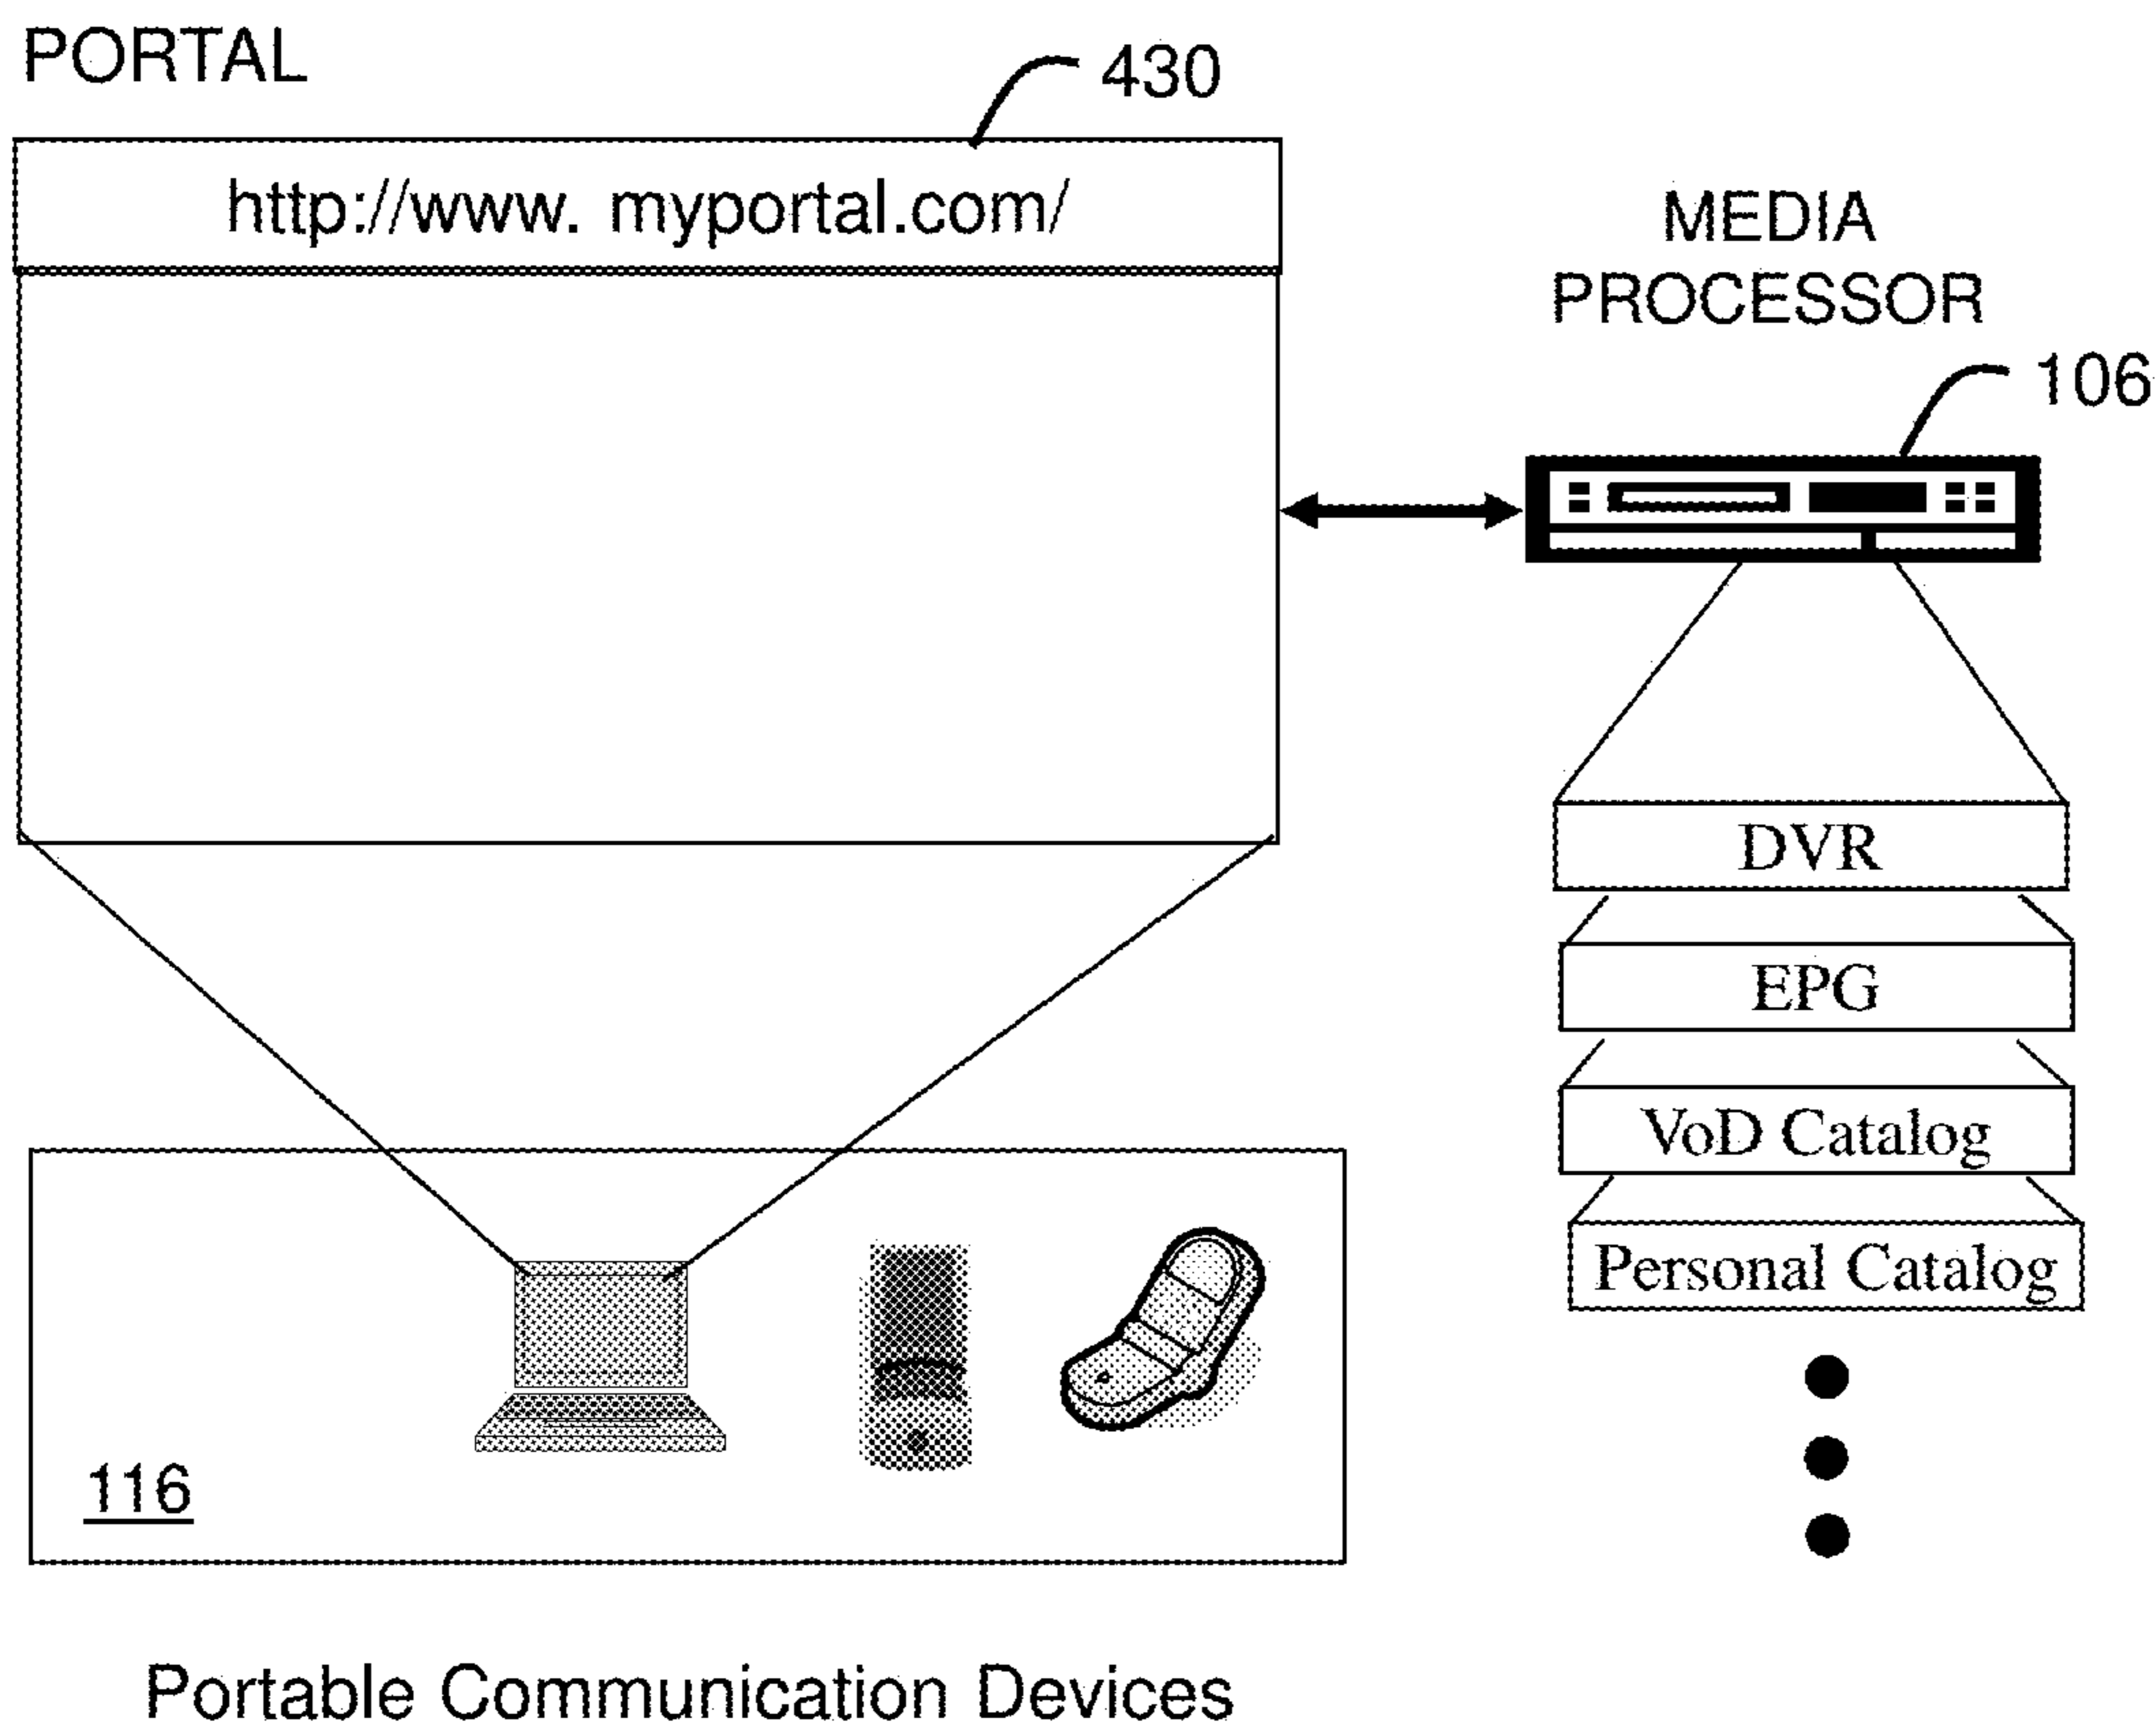 PORTAL
430
http://www. myportal.com/
MEDIA
PROCESSOR
106
DVR
EPG
VoD Catalog
Personal Catalog
116
Portable Communication Devices